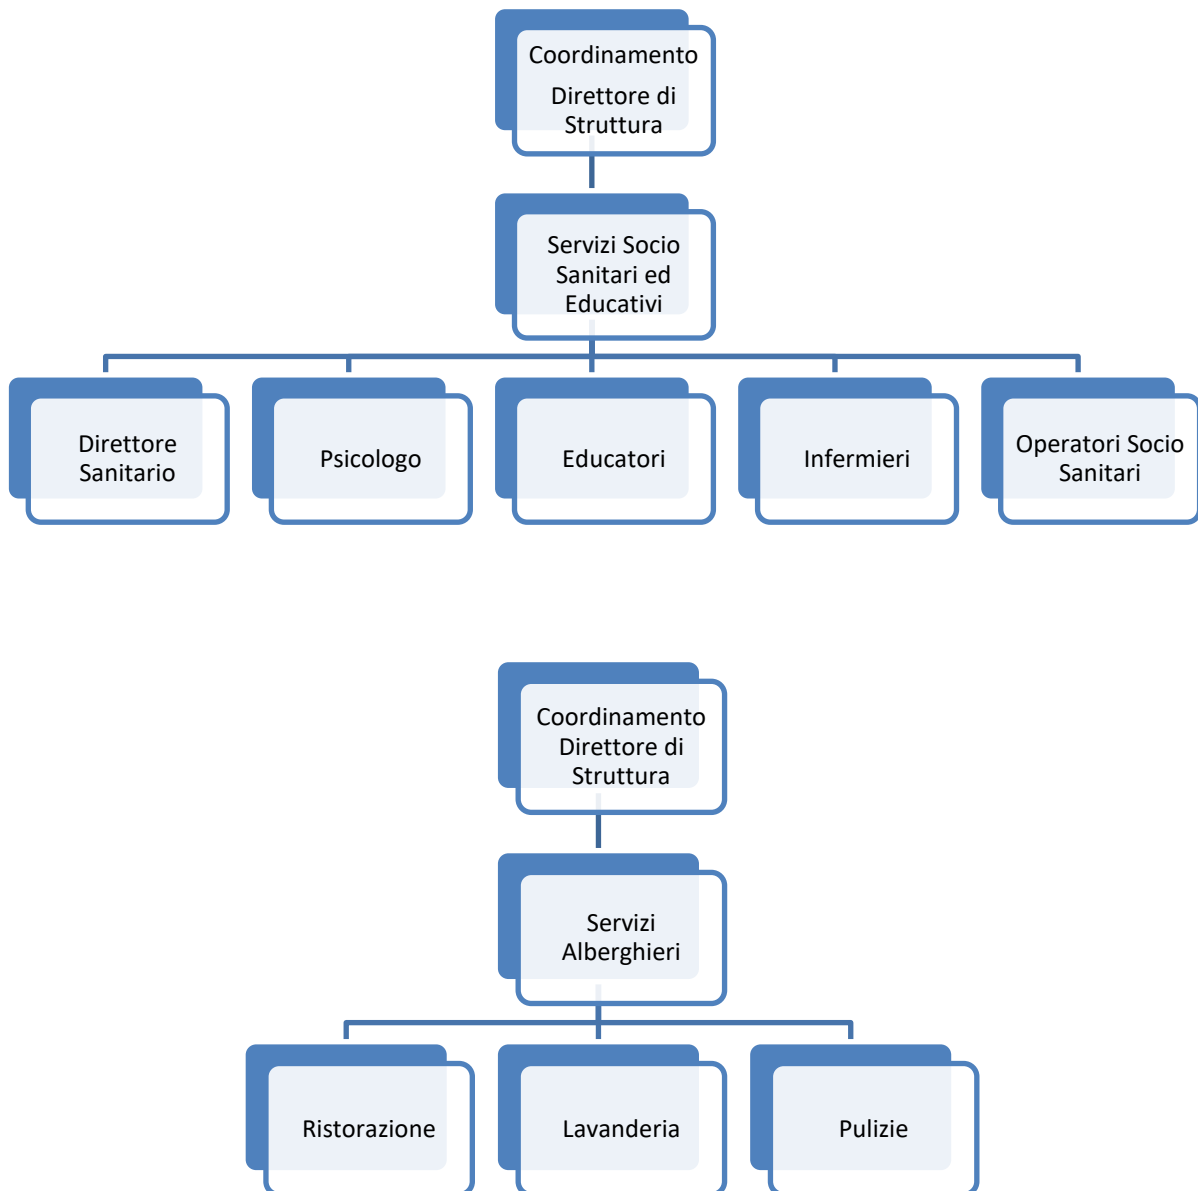 Coordinamento
Direttore di
Struttura
Servizi Socio
Sanitari ed
Educativi
Direttore
Sanitario
Psicologo
Educatori
Infermieri
Operatori Socio
Sanitari
Coordinamento
Direttore di
Struttura
Servizi
Alberghieri
Ristorazione
Lavanderia
Pulizie